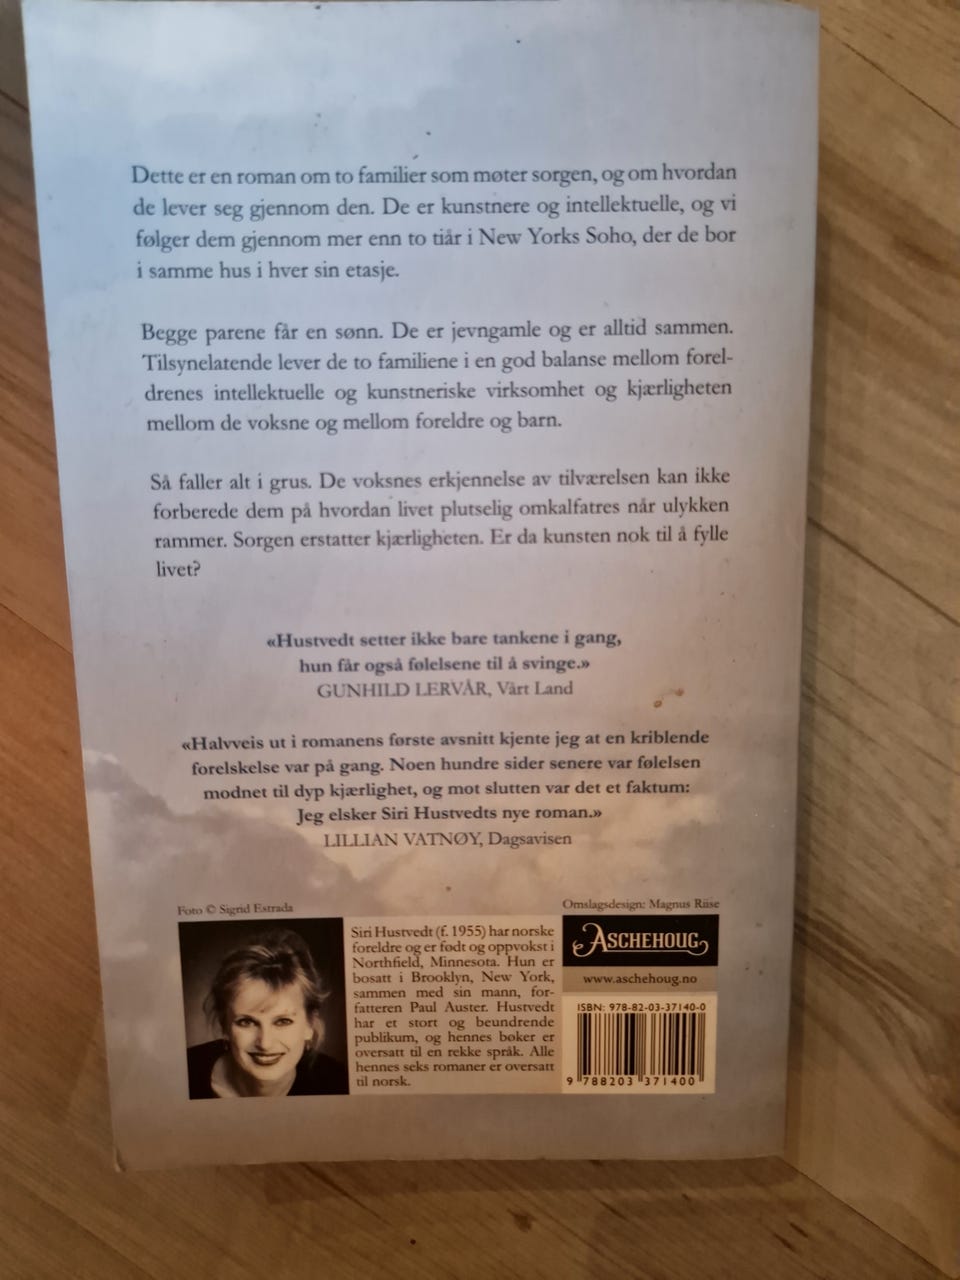 Dette er en roman om to familier som møter sorgen, og om hvordan
de lever seg gjennom den. De er kunstnere og intellektuelle, og vi
følger dem gjennom mer enn to tiår i New Yorks Soho, der de bor
i samme hus i hver sin etasje.
Begge parene får en sønn. De er jevngamle og er alltid sammen.
Tilsynelatende lever de to familiene i en god balanse mellom forel-
drenes intellektuelle og kunstneriske virksomhet og kjærligheten
mellom de voksne og mellom foreldre og barn.
Så faller alt i grus. De voksnes erkjennelse av tilværelsen kan ikke
forberede dem på hvordan livet plutselig omkalfatres når ulykken
rammer. Sorgen erstatter kjærligheten. Er da kunsten nok til å fylle
livet?
«Hustvedt setter ikke bare tankene i gang,
hun får også følelsene til å svinge.»
GUNHILD LERVÅR, Vårt Land
«Halvveis ut i romanens første avsnitt kjente jeg at en kriblende
forelskelse var på gang. Noen hundre sider senere var følelsen
modnet til dyp kjærlighet, og mot slutten var det et faktum:
Jeg elsker Siri Hustvedts nye roman.»
LILLIAN VATNØY, Dagsavisen
Foto © Sigrid Estrada
Siri Hustvedt (f. 1955) har norske
foreldre og er født og oppvokst i
Northfield, Minnesota. Hun er
bosatt i Brooklyn, New York,
sammen med sin mann, for-
fatteren Paul Auster. Hustvedt
har et stort og beundrende
publikum, og hennes bøker er
oversatt til en rekke språk. Alle
hennes seks romaner er oversatt
til norsk.
Omslagsdesign: Magnus Riise
ASCHEHOUG
www.aschehoug.no
ISBN: 978-82-03-37140-0
9 788203 371400